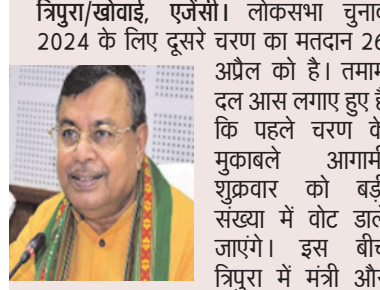 त्रिपुरा/खोवाई, एजेंसी। लोकसभा चुनाव
2024 के लिए दूसरे चरण का मतदान 26
अप्रैल को है। तमाम
दल आस लगाए हुए हैं
कि पहले चरण के
मुकाबले आगामी
शुक्रवार को बड़ी
संख्या में वोट डाले
जाएंगे। इस बीच
त्रिपुरा में मंत्री और